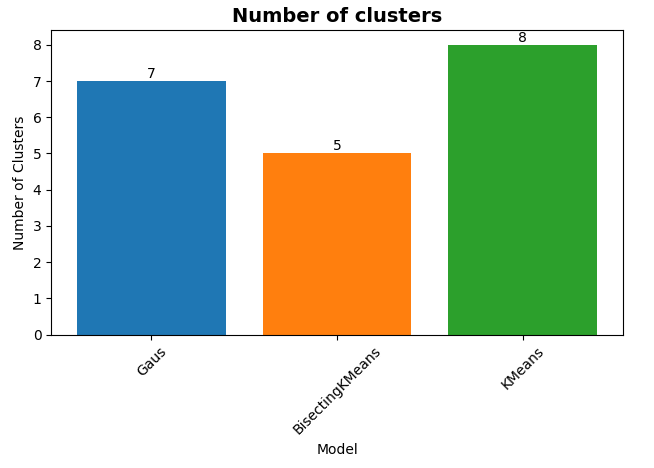 Number of clusters
Number of Clusters
8
7
6
5
4
3
2
1
0
7
5
8
Gaus
BisectingKMeans
KMeans
Model